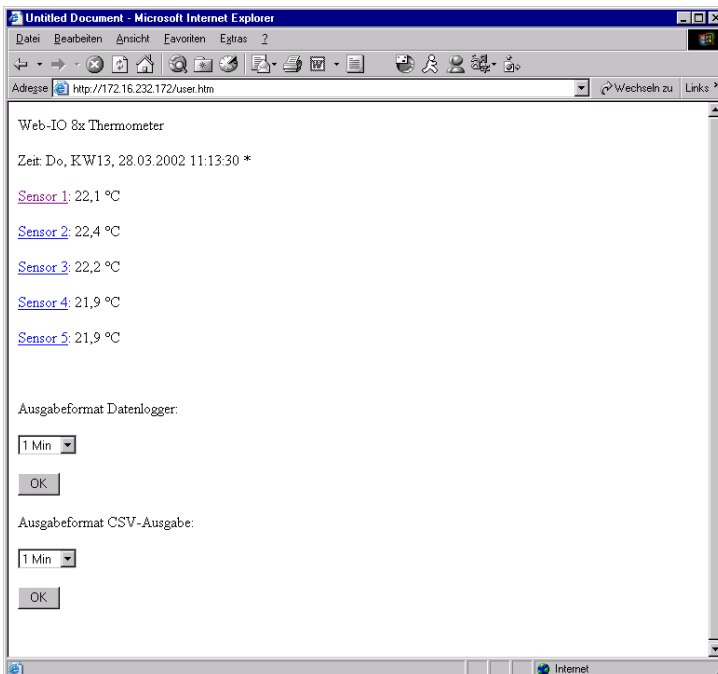 Untitled Document - Microsoft Internet Explorer
Datei Bearbeiten Ansicht Favoriten Extras ?
Adresse http://172.16.232.172/user.htm Wechseln zu Links
Web-IO 8x Thermometer
Zeit: Do, KW13, 28.03.2002 11:13:30 *
Sensor 1: 22,1 °C
Sensor 2: 22,4 °C
Sensor 3: 22,2 °C
Sensor 4: 21,9 °C
Sensor 5: 21,9 °C
Ausgabeformat Datenlogger:
1 Min
OK
Ausgabeformat CSV-Ausgabe:
1 Min
OK
Internet